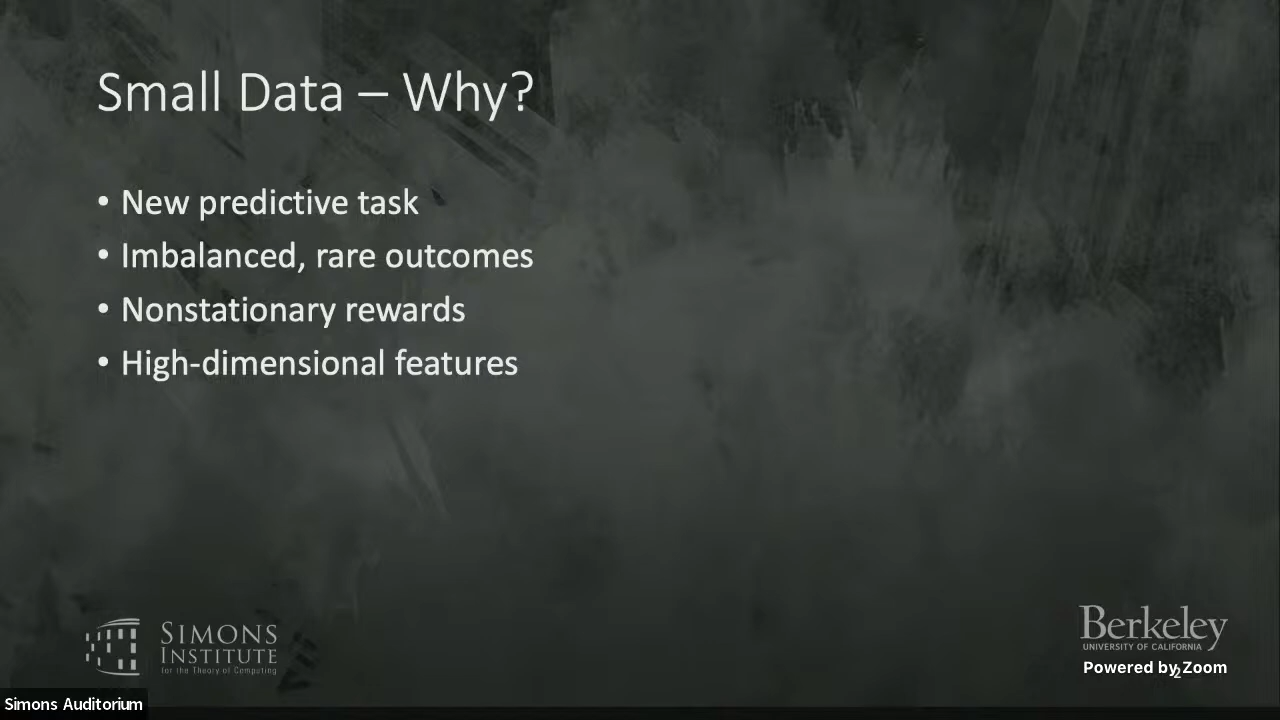 Small Data – Why?
• New predictive task
• Imbalanced, rare outcomes
• Nonstationary rewards
• High-dimensional features
SIMONS
INSTITUTE
for the Theory of Computing
Berkeley
UNIVERSITY OF CALIFORNIA
Powered by Zoom
2
Simons Auditorium